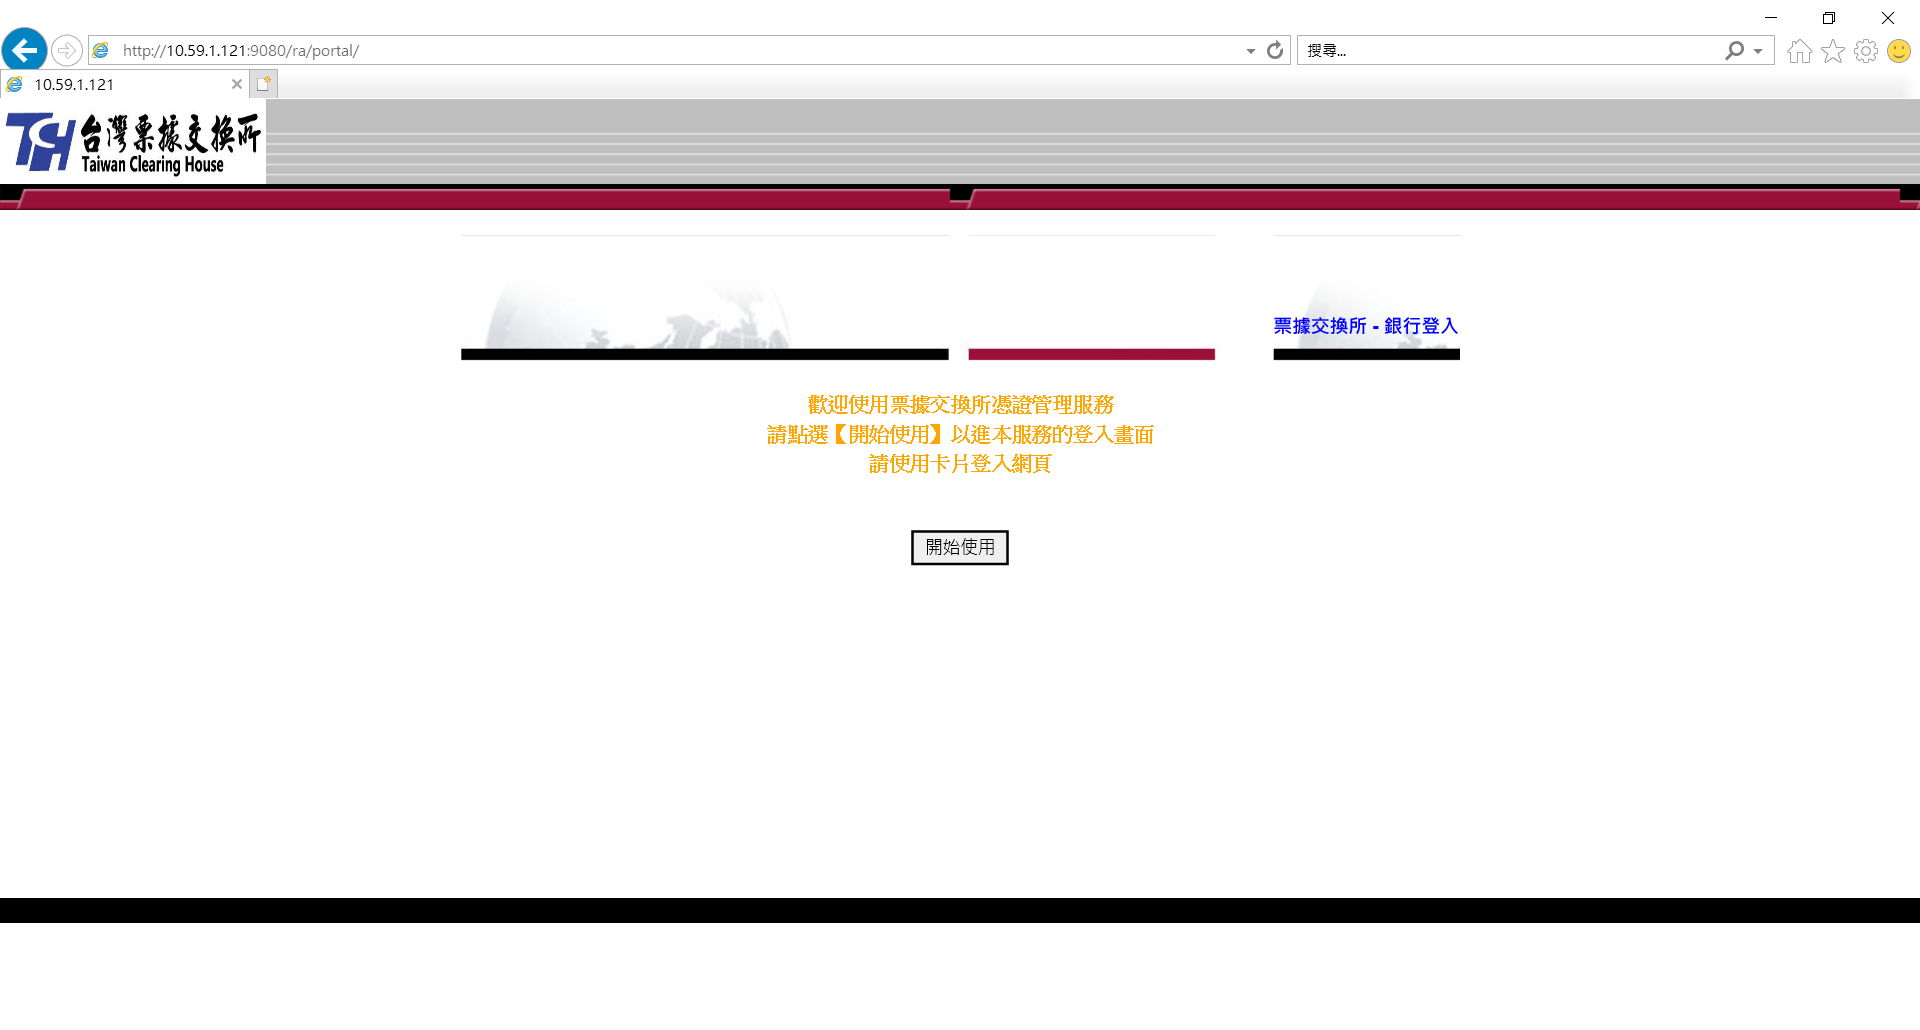 http://10.59.1.121:9080/ra/portal/
搜尋...
10.59.1.121
TCH 台灣票據交換所
Taiwan Clearing House
票據交換所 - 銀行登入
歡迎使用票據交換所憑證管理服務
請點選【開始使用】以進本服務的登入畫面
請使用卡片登入網頁
開始使用